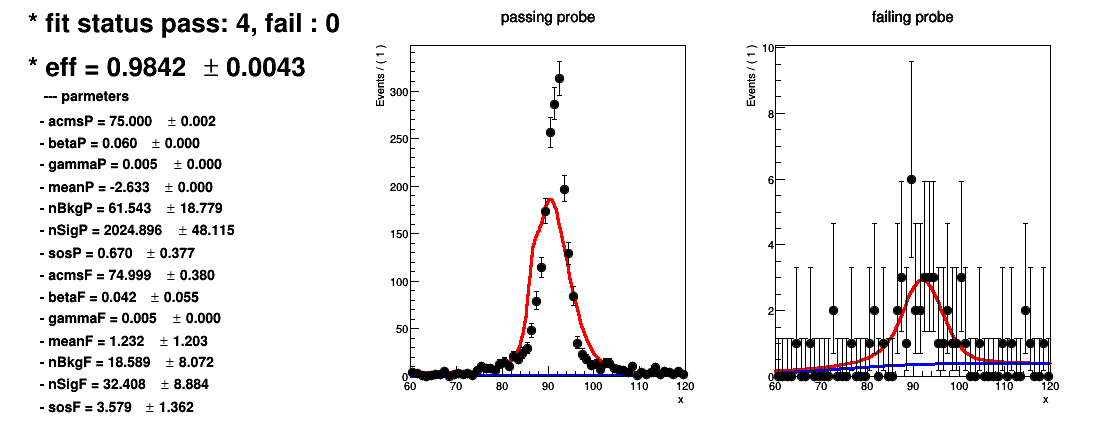 * fit status pass: 4, fail : 0
* eff = 0.9842 ± 0.0043
--- parmeters
- acmsP = 75.000 ± 0.002
- betaP = 0.060 ± 0.000
- gammaP = 0.005 ± 0.000
- meanP = -2.633 ± 0.000
- nBkgP = 61.543 ± 18.779
- nSigP = 2024.896 ± 48.115
- sosP = 0.670 ± 0.377
- acmsF = 74.999 ± 0.380
- betaF = 0.042 ± 0.055
- gammaF = 0.005 ± 0.000
- meanF = 1.232 ± 1.203
- nBkgF = 18.589 ± 8.072
- nSigF = 32.408 ± 8.884
- sosF = 3.579 ± 1.362
passing probe
Events / ( 1 )
300
250
200
150
100
50
0
60 70 80 90 100 110 120
x
failing probe
Events / ( 1 )
10
8
6
4
2
0
60 70 80 90 100 110 120
x